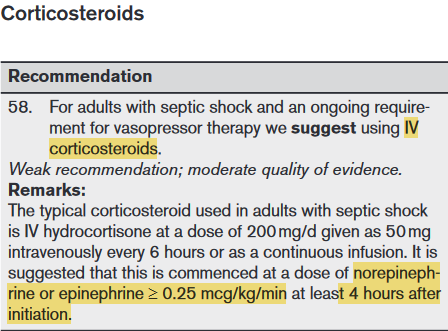 Corticosteroids
Recommendation
58. For adults with septic shock and an ongoing require-
ment for vasopressor therapy we suggest using IV
corticosteroids.
Weak recommendation; moderate quality of evidence.
Remarks:
The typical corticosteroid used in adults with septic shock
is IV hydrocortisone at a dose of 200 mg/d given as 50 mg
intravenously every 6 hours or as a continuous infusion. It is
suggested that this is commenced at a dose of norepineph-
rine or epinephrine ≥ 0.25 mcg/kg/min at least 4 hours after
initiation.